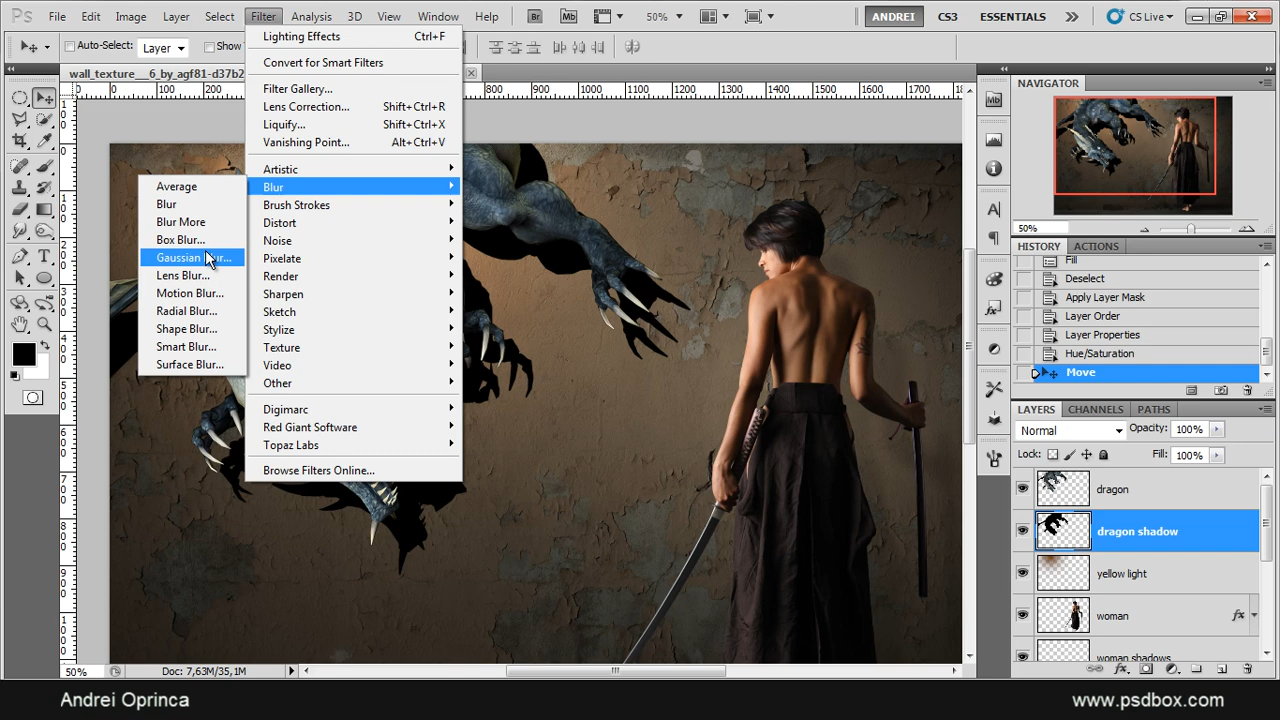 Ps File Edit Image Layer Select Filter Analysis 3D View Window Help Br Mb 50% ANDREI CS3 ESSENTIALS CS Live
Auto-Select: Layer Show
wall_texture__6_by_agf81-d37b2
0 100 200 800 900 1000 1100 1200 1300 1400 1500 1600 1700
Lighting Effects Ctrl+F
Convert for Smart Filters
Filter Gallery...
Lens Correction... Shift+Ctrl+R
Liquify... Shift+Ctrl+X
Vanishing Point... Alt+Ctrl+V
Artistic
Blur
Brush Strokes
Distort
Noise
Pixelate
Render
Sharpen
Sketch
Stylize
Texture
Video
Other
Digimarc
Red Giant Software
Topaz Labs
Browse Filters Online...
Average
Blur
Blur More
Box Blur...
Gaussian Blur...
Lens Blur...
Motion Blur...
Radial Blur...
Shape Blur...
Smart Blur...
Surface Blur...
NAVIGATOR
50%
HISTORY ACTIONS
Fill
Deselect
Apply Layer Mask
Layer Order
Layer Properties
Hue/Saturation
Move
LAYERS CHANNELS PATHS
Normal Opacity: 100%
Lock: Fill: 100%
dragon
dragon shadow
yellow light
woman fx
woman shadows
50% Doc: 7,63M/35,1M
Andrei Oprinca www.psdbox.com